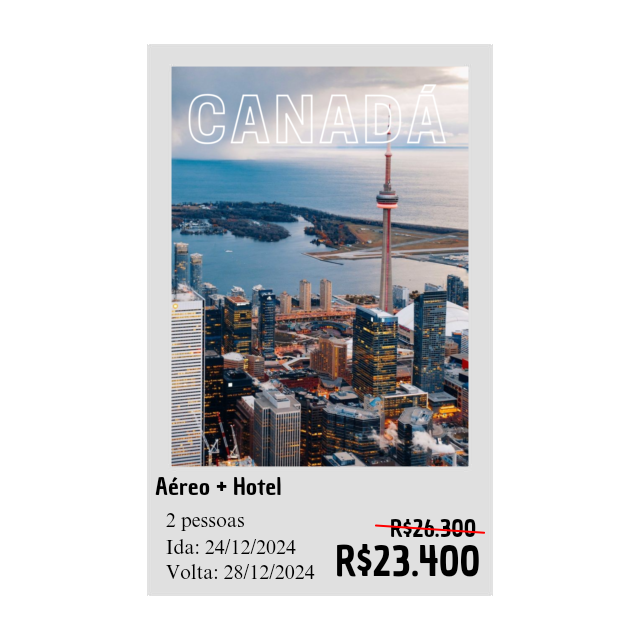 CANADÁ
Aéreo + Hotel
2 pessoas
Ida: 24/12/2024
Volta: 28/12/2024
R$26.300
R$23.400